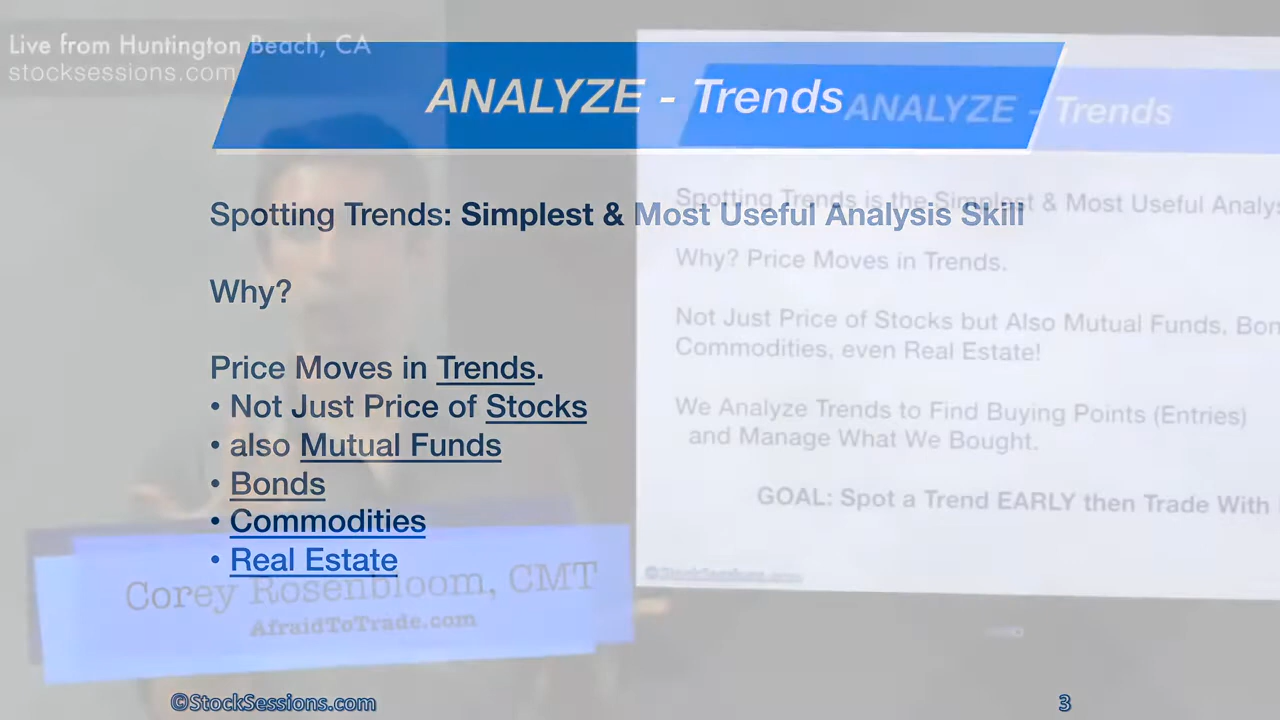 Live from Huntington Beach, CA
stocksessions.com
ANALYZE - Trends
Spotting Trends: Simplest & Most Useful Analysis Skill
Why?
Price Moves in Trends.
• Not Just Price of Stocks
• also Mutual Funds
• Bonds
• Commodities
• Real Estate
ANALYZE - Trends
Spotting Trends is the Simplest & Most Useful Analys
Why? Price Moves in Trends.
Not Just Price of Stocks but Also Mutual Funds, Bon
Commodities, even Real Estate!
We Analyze Trends to Find Buying Points (Entries)
and Manage What We Bought.
GOAL: Spot a Trend EARLY then Trade With
©StockSessions.com
Corey Rosenbloom, CMT
AfraidToTrade.com
©StockSessions.com
3